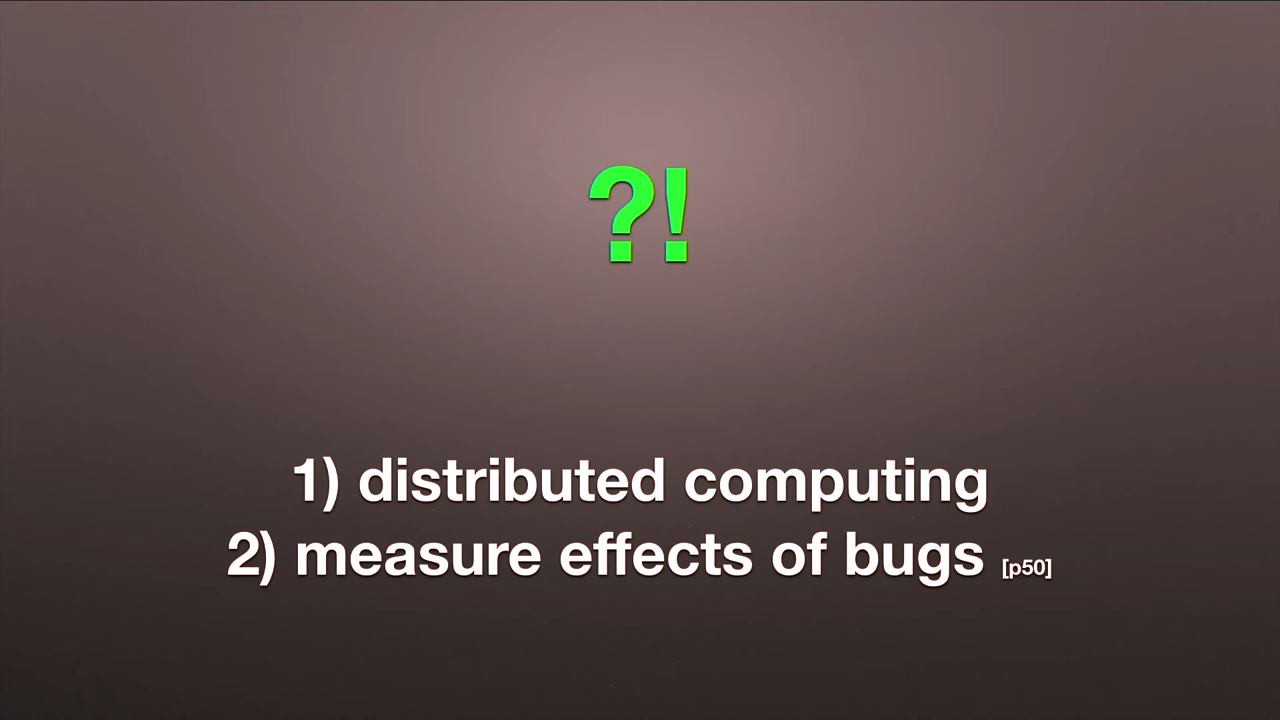 ?!
1) distributed computing
2) measure effects of bugs [p50]